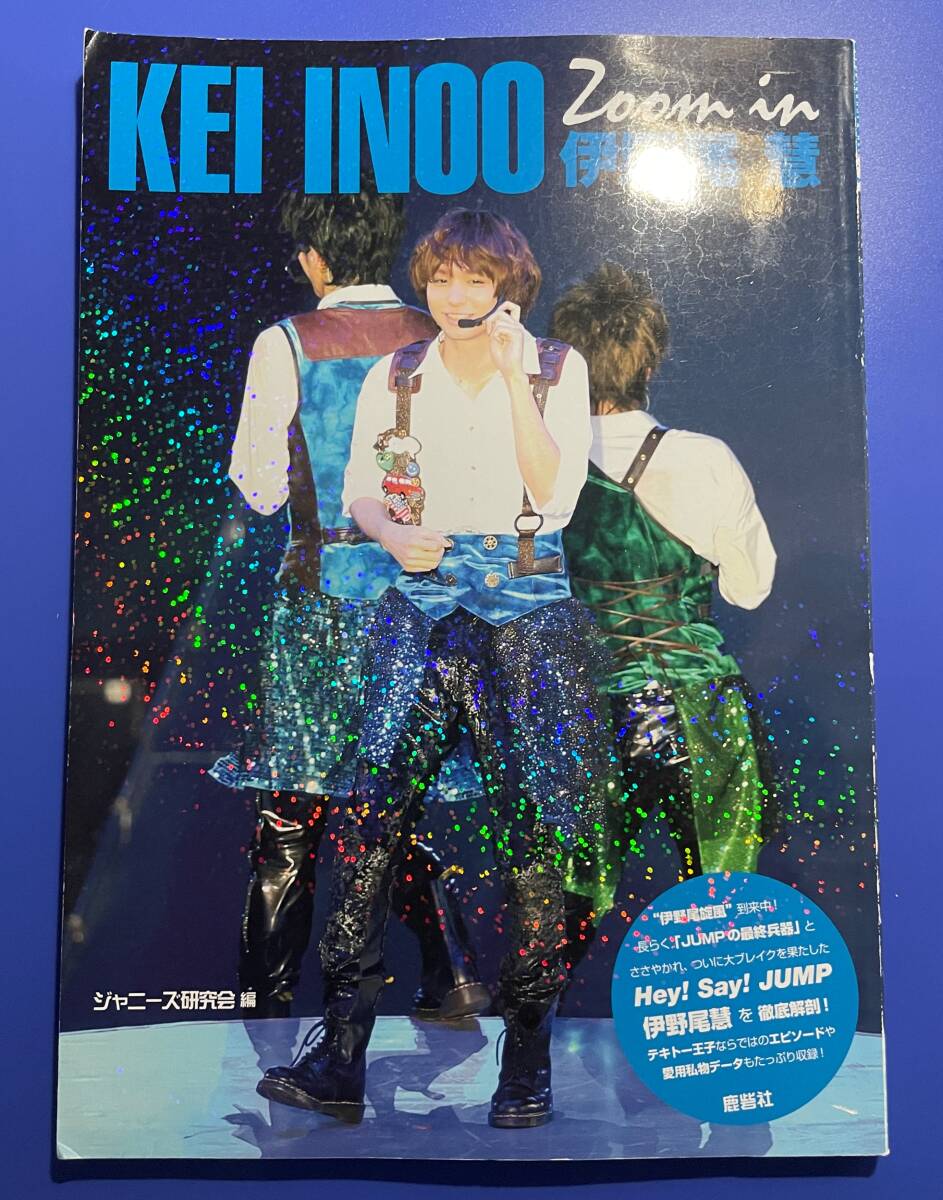 KEI INOO
Zoom in
伊野尾 慧
"伊野尾旋風" 到来中!
長らく「JUMPの最終兵器」と
ささやかれ、ついに大ブレイクを果たした
Hey! Say! JUMP
伊野尾慧を徹底解剖!
テキトー王子ならではのエピソードや
愛用私物データもたっぷり収録!
鹿砦社
ジャニーズ研究会 編